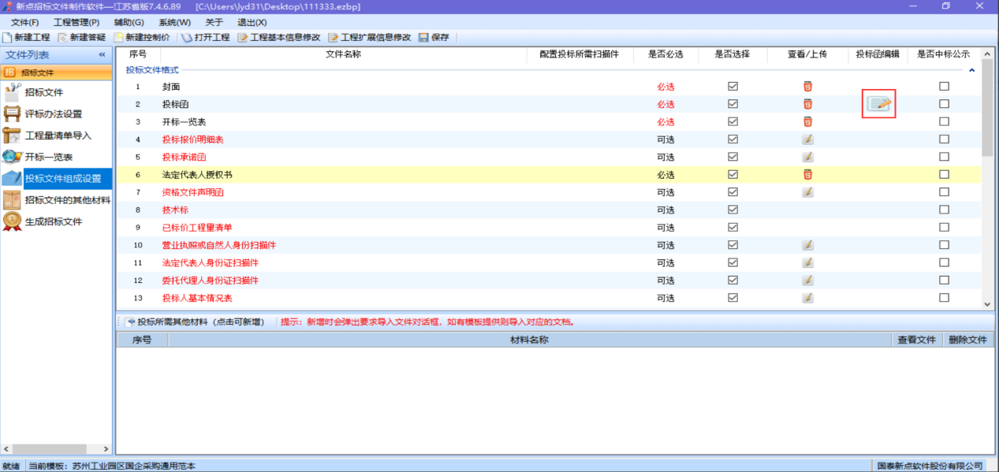 新点招标文件制作软件—江苏省版7.4.6.89 [C:\Users\lyd31\Desktop\111333.ezbp]
文件(F) 工程管理(P) 辅助(G) 系统(W) 关于 退出(X)
新建工程 新建答疑 新建控制价 打开工程 工程基本信息修改 工程扩展信息修改 保存
文件列表 «
招 招标文件
招标文件
评标办法设置
工程量清单导入
开标一览表
投标文件组成设置
招标文件的其他材料
生成招标文件
序号 文件名称 配置投标所需扫描件 是否必选 是否选择 查看/上传 投标函编辑 是否中标公示
投标文件格式
1 封面 必选
2 投标函 必选
3 开标一览表 必选
4 投标报价明细表 可选
5 投标承诺函 可选
6 法定代表人授权书 必选
7 资格文件声明函 可选
8 技术标 可选
9 已标价工程量清单 可选
10 营业执照或自然人身份扫描件 可选
11 法定代表人身份证扫描件 可选
12 委托代理人身份证扫描件 可选
13 投标人基本情况表 可选
投标所需其他材料（点击可新增） 提示：新增时会弹出要求导入文件对话框，如有模板提供则导入对应的文档。
序号 材料名称 查看文件 删除文件
就绪 当前模板：苏州工业园区国企采购通用范本 国泰新点软件股份有限公司